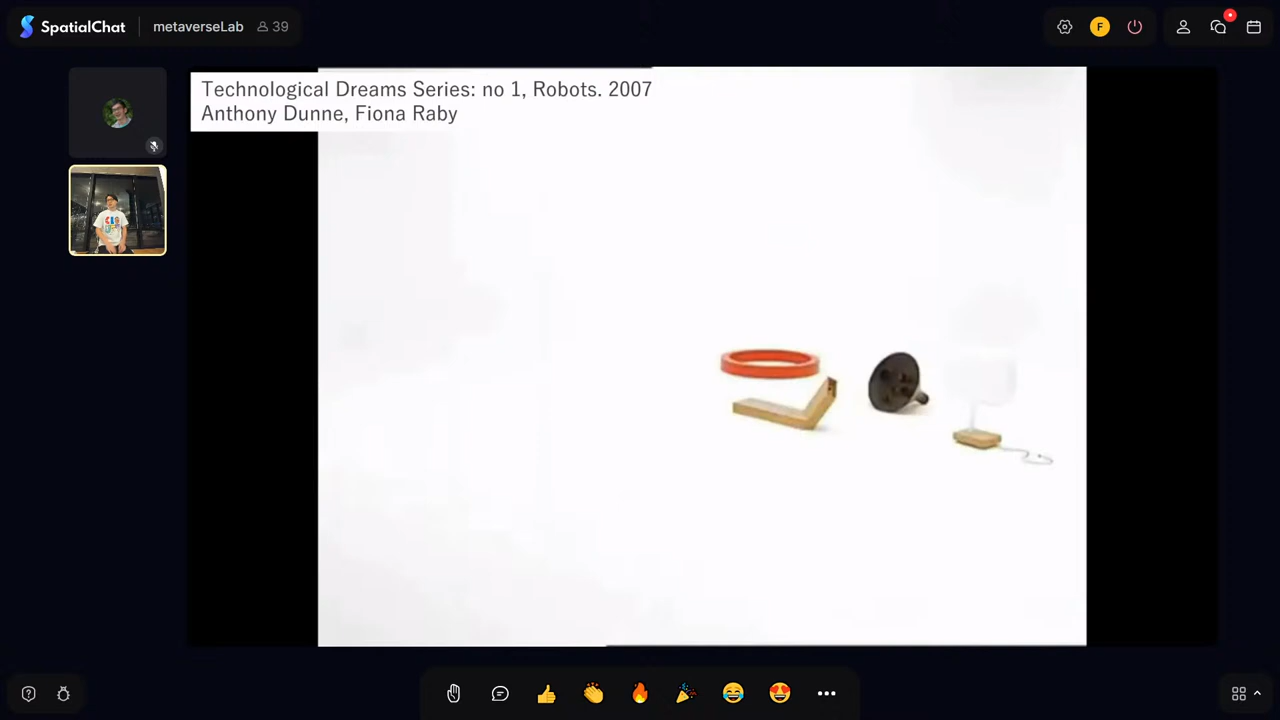 SpatialChat
metaverseLab
39
F
Technological Dreams Series: no 1, Robots. 2007
Anthony Dunne, Fiona Raby